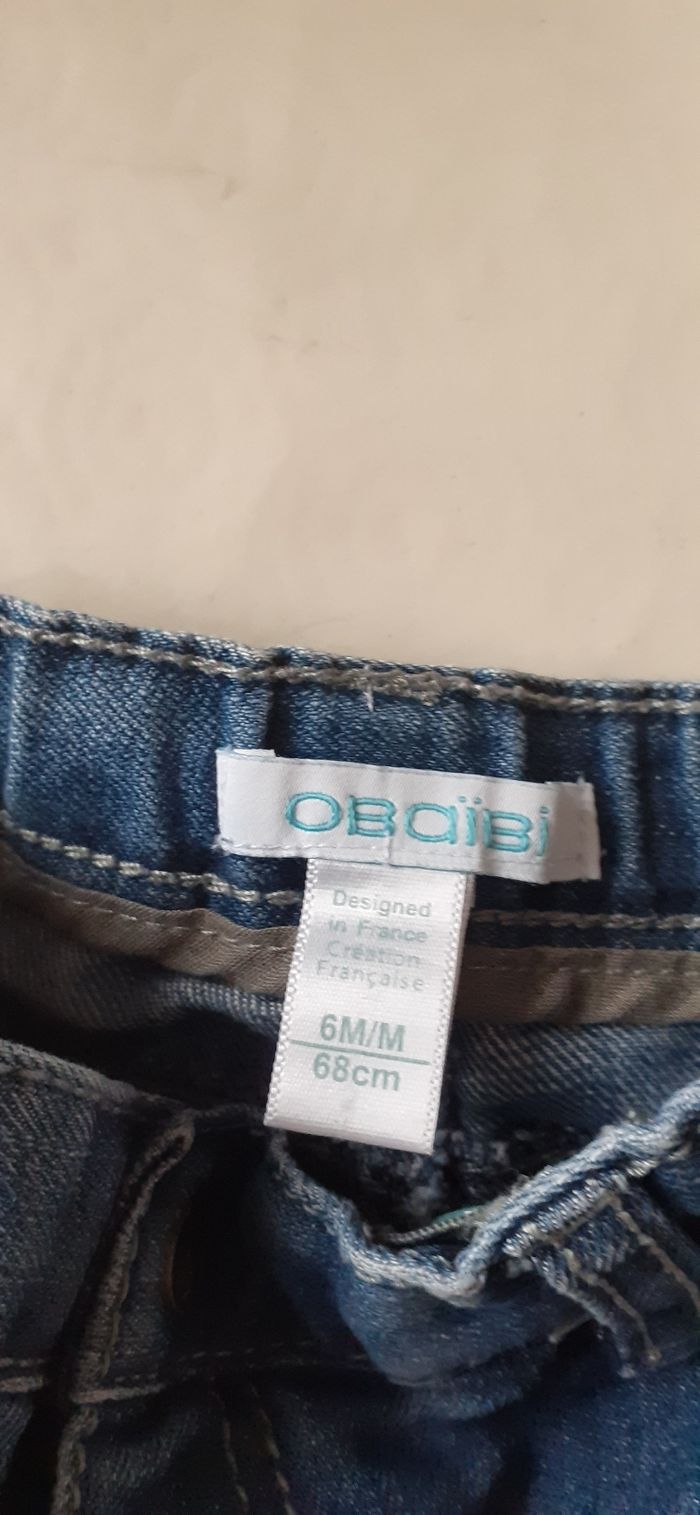 OBaïBi
Designed
in France
Création
Française
6M/M
68cm